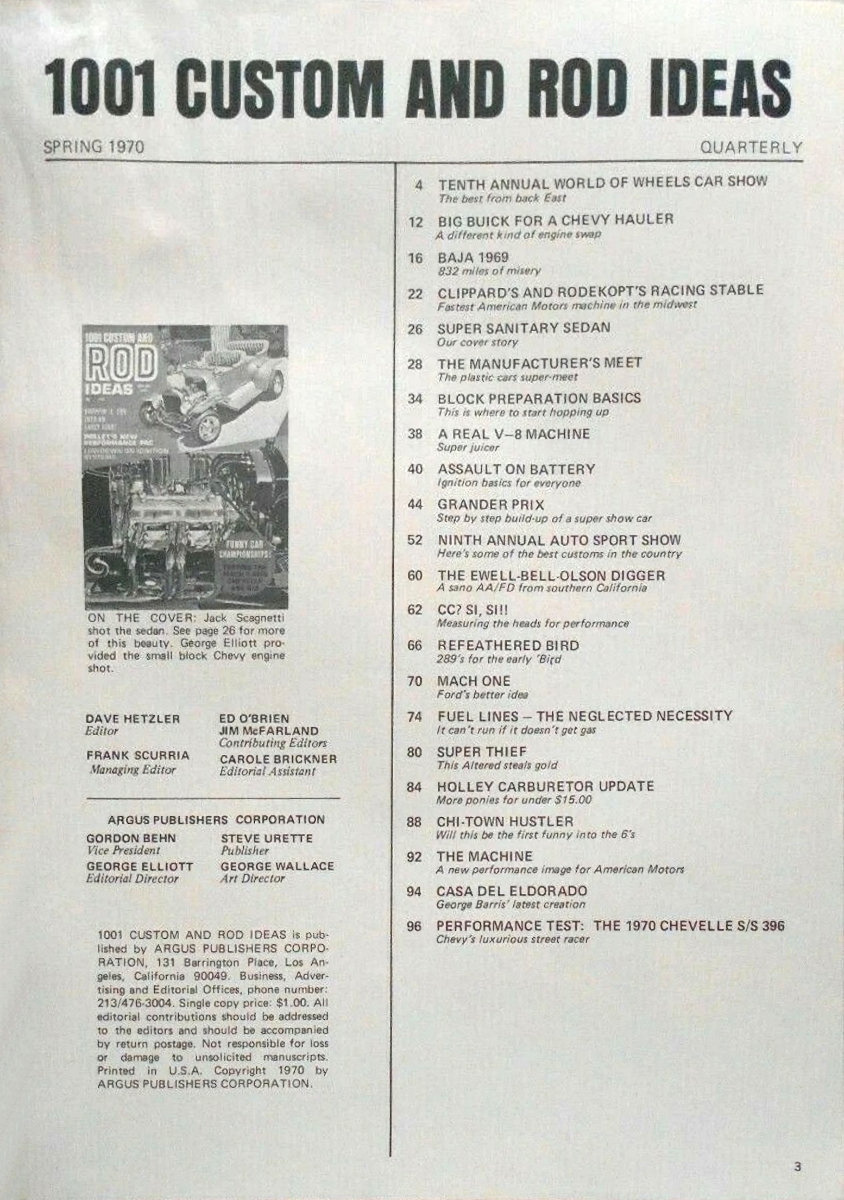 1001 CUSTOM AND ROD IDEAS
SPRING 1970
QUARTERLY
1001 CUSTOM AND
ROD
IDEAS
FUNNY CAR
CHAMPIONSHIPS!
ON THE COVER: Jack Scagnetti
shot the sedan. See page 26 for more
of this beauty. George Elliott pro-
vided the small block Chevy engine
shot.
DAVE HETZLER
Editor
FRANK SCURRIA
Managing Editor
ED O'BRIEN
JIM McFARLAND
Contributing Editors
CAROLE BRICKNER
Editorial Assistant
ARGUS PUBLISHERS CORPORATION
GORDON BEHN
Vice President
GEORGE ELLIOTT
Editorial Director
STEVE URETTE
Publisher
GEORGE WALLACE
Art Director
1001 CUSTOM AND ROD IDEAS is pub-
lished by ARGUS PUBLISHERS CORPO-
RATION, 131 Barrington Place, Los An-
geles, California 90049. Business, Adver-
tising and Editorial Offices, phone number:
213/476-3004. Single copy price: $1.00. All
editorial contributions should be addressed
to the editors and should be accompanied
by return postage. Not responsible for loss
or damage to unsolicited manuscripts.
Printed in U.S.A. Copyright 1970 by
ARGUS PUBLISHERS CORPORATION.
4 TENTH ANNUAL WORLD OF WHEELS CAR SHOW
The best from back East
12 BIG BUICK FOR A CHEVY HAULER
A different kind of engine swap
16 BAJA 1969
832 miles of misery
22 CLIPPARD'S AND RODEKOPT'S RACING STABLE
Fastest American Motors machine in the midwest
26 SUPER SANITARY SEDAN
Our cover story
28 THE MANUFACTURER'S MEET
The plastic cars super-meet
34 BLOCK PREPARATION BASICS
This is where to start hopping up
38 A REAL V–8 MACHINE
Super juicer
40 ASSAULT ON BATTERY
Ignition basics for everyone
44 GRANDER PRIX
Step by step build-up of a super show car
52 NINTH ANNUAL AUTO SPORT SHOW
Here's some of the best customs in the country
60 THE EWELL-BELL-OLSON DIGGER
A sano AA/FD from southern California
62 CC? SI, SI!!
Measuring the heads for performance
66 REFEATHERED BIRD
289's for the early 'Bird
70 MACH ONE
Ford's better idea
74 FUEL LINES – THE NEGLECTED NECESSITY
It can't run if it doesn't get gas
80 SUPER THIEF
This Altered steals gold
84 HOLLEY CARBURETOR UPDATE
More ponies for under $15.00
88 CHI-TOWN HUSTLER
Will this be the first funny into the 6's
92 THE MACHINE
A new performance image for American Motors
94 CASA DEL ELDORADO
George Barris' latest creation
96 PERFORMANCE TEST: THE 1970 CHEVELLE S/S 396
Chevy's luxurious street racer
3